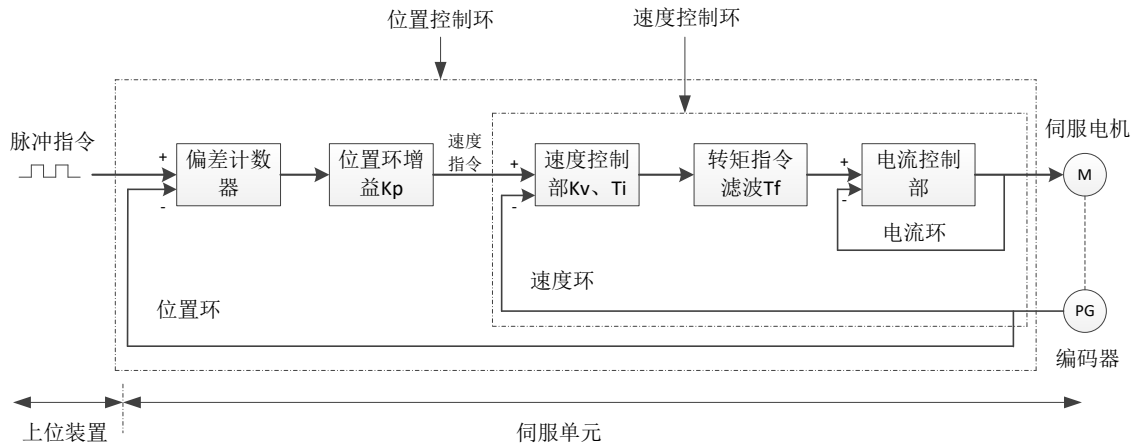 位置控制环
速度控制环
脉冲指令
+
-
偏差计数
器
位置环增
益Kp
速度
指令
+
-
速度控制
部Kv、Ti
转矩指令
滤波Tf
+
-
电流控制
部
伺服电机
M
电流环
速度环
位置环
PG
编码器
上位装置
伺服单元